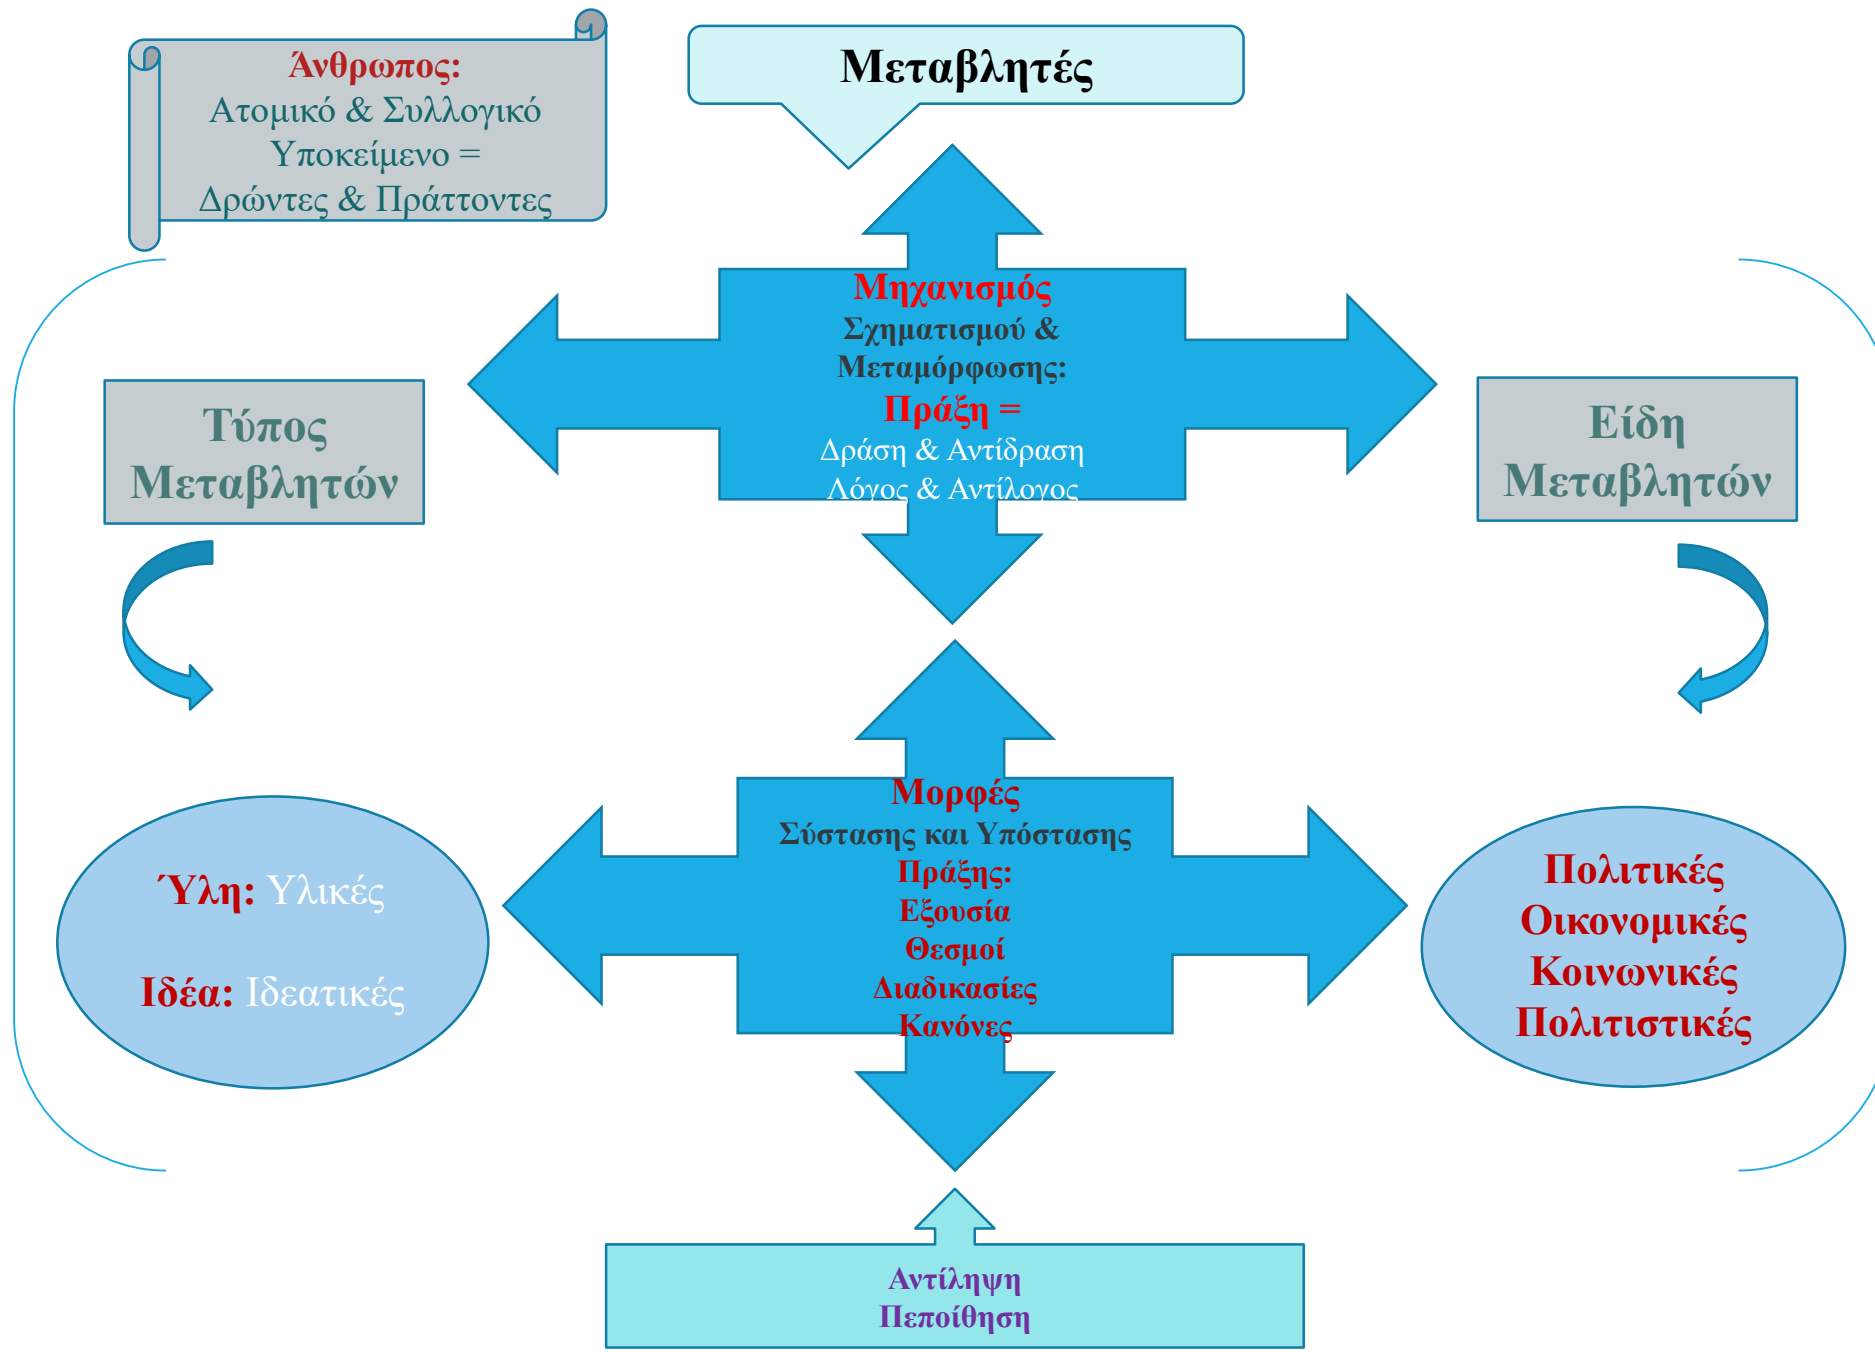 Άνθρωπος:
Ατομικό & Συλλογικό
Υποκείμενο =
Δρώντες & Πράττοντες
Μεταβλητές
Μηχανισμός
Σχηματισμού &
Μεταμόρφωσης:
Πράξη =
Δράση & Αντίδραση
Λόγος & Αντίλογος
Τύπος
Μεταβλητών
Είδη
Μεταβλητών
Μορφές
Σύστασης και Υπόστασης
Πράξης:
Εξουσία
Θεσμοί
Διαδικασίες
Κανόνες
Ύλη: Υλικές
Ιδέα: Ιδεατικές
Πολιτικές
Οικονομικές
Κοινωνικές
Πολιτιστικές
Αντίληψη
Πεποίθηση